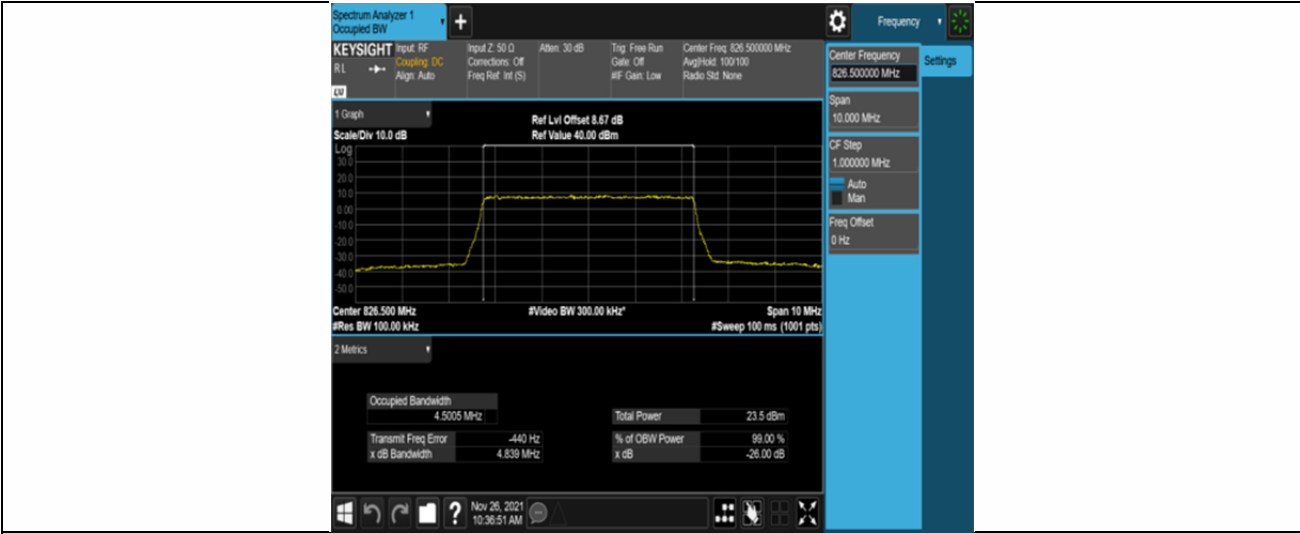 Spectrum Analyzer 1
Occupied BW
+
Frequency
KEYSIGHT
RL
Input: RF
Coupling: DC
Align: Auto
Input Z: 50 Ω
Corrections: Off
Freq Ref: Int (S)
Atten: 30 dB
Trig: Free Run
Gate: Off
#IF Gain: Low
Center Freq: 826.500000 MHz
Avg|Hold: 100/100
Radio Std: None
LXI
1 Graph
Scale/Div 10.0 dB
Ref Lvl Offset 8.67 dB
Ref Value 40.00 dBm
Log
30.0
20.0
10.0
0.00
-10.0
-20.0
-30.0
-40.0
-50.0
Center 826.500 MHz
#Res BW 100.00 kHz
#Video BW 300.00 kHz*
Span 10 MHz
#Sweep 100 ms (1001 pts)
2 Metrics
Occupied Bandwidth
4.5005 MHz
Transmit Freq Error -440 Hz
x dB Bandwidth 4.839 MHz
Total Power 23.5 dBm
% of OBW Power 99.00 %
x dB -26.00 dB
Center Frequency
826.500000 MHz
Settings
Span
10.000 MHz
CF Step
1.000000 MHz
Auto
Man
Freq Offset
0 Hz
?
Nov 26, 2021
10:36:51 AM